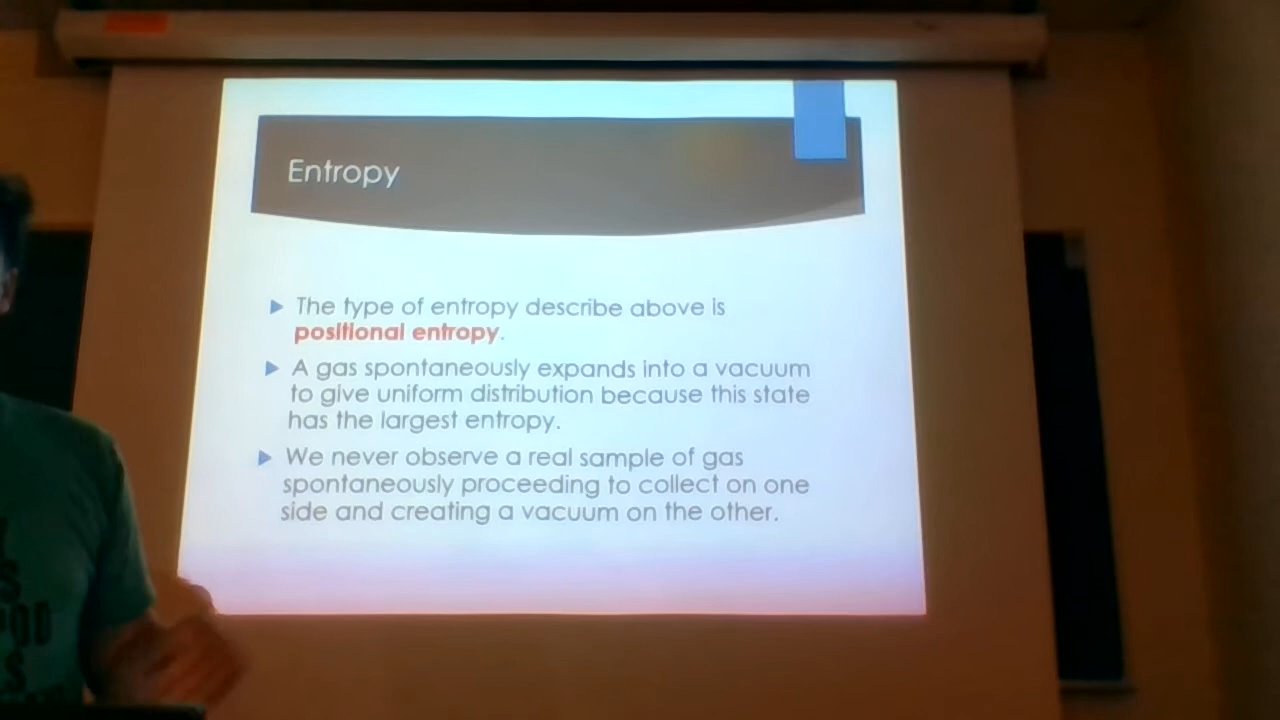 Entropy
The type of entropy describe above is
positional entropy.
A gas spontaneously expands into a vacuum
to give uniform distribution because this state
has the largest entropy.
We never observe a real sample of gas
spontaneously proceeding to collect on one
side and creating a vacuum on the other.